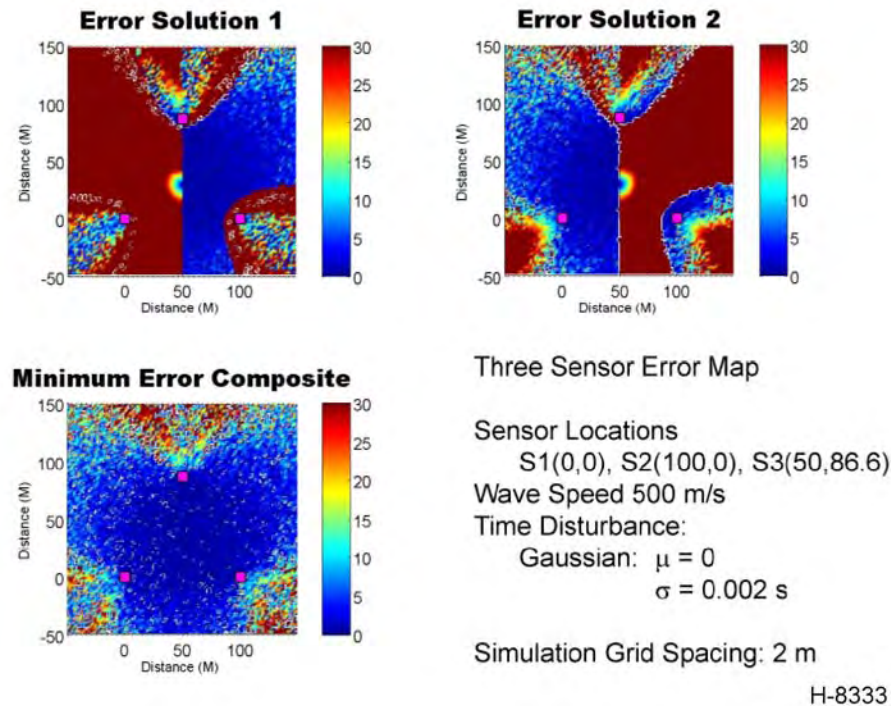 Error Solution 1
150
100
50
0
-50
0 50 100
Distance (M)
Distance (M)
30
25
20
15
10
5
0
Error Solution 2
150
100
50
0
-50
0 50 100
Distance (M)
Distance (M)
30
25
20
15
10
5
0
Minimum Error Composite
150
100
50
0
-50
0 50 100
Distance (M)
Distance (M)
30
25
20
15
10
5
0
Three Sensor Error Map
Sensor Locations
S1(0,0), S2(100,0), S3(50,86.6)
Wave Speed 500 m/s
Time Disturbance:
Gaussian: μ = 0
σ = 0.002 s
Simulation Grid Spacing: 2 m
H-8333